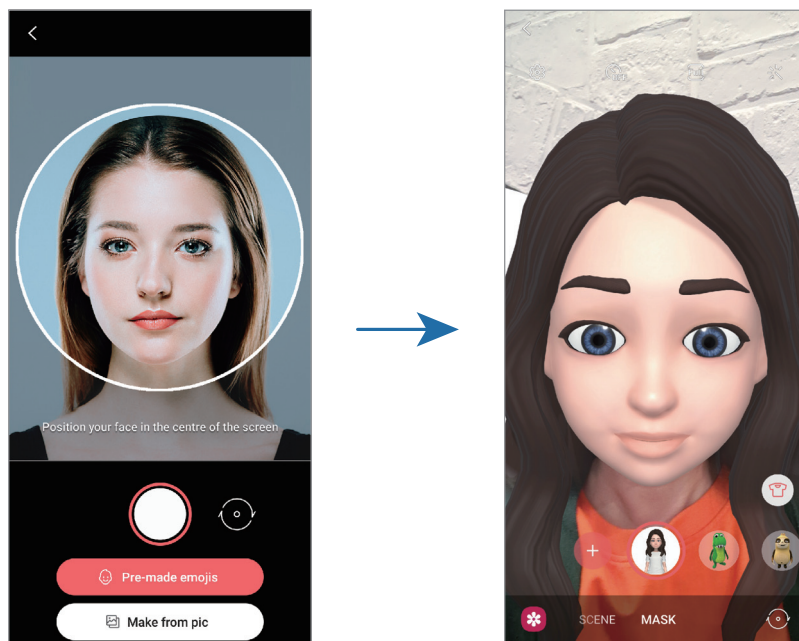 Position your face in the centre of the screen
Pre-made emojis
Make from pic
SCENE MASK